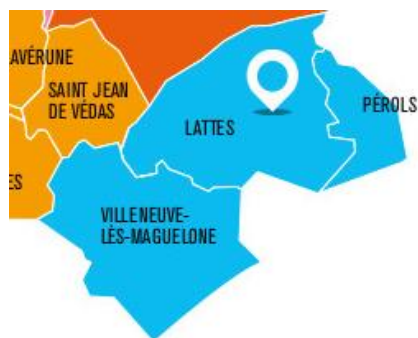 AVÉRUNE
SAINT JEAN
DE VÉDAS
LATTES
PÉROLS
ES
VILLENEUVE-
LÈS-MAGUELONE